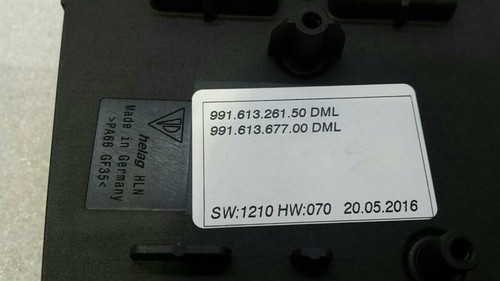 991.613.261.50 DML
991.613.677.00 DML
SW:1210 HW:070 20.05.2016
helag HLN
Made in Germany
>PA66 GF35<